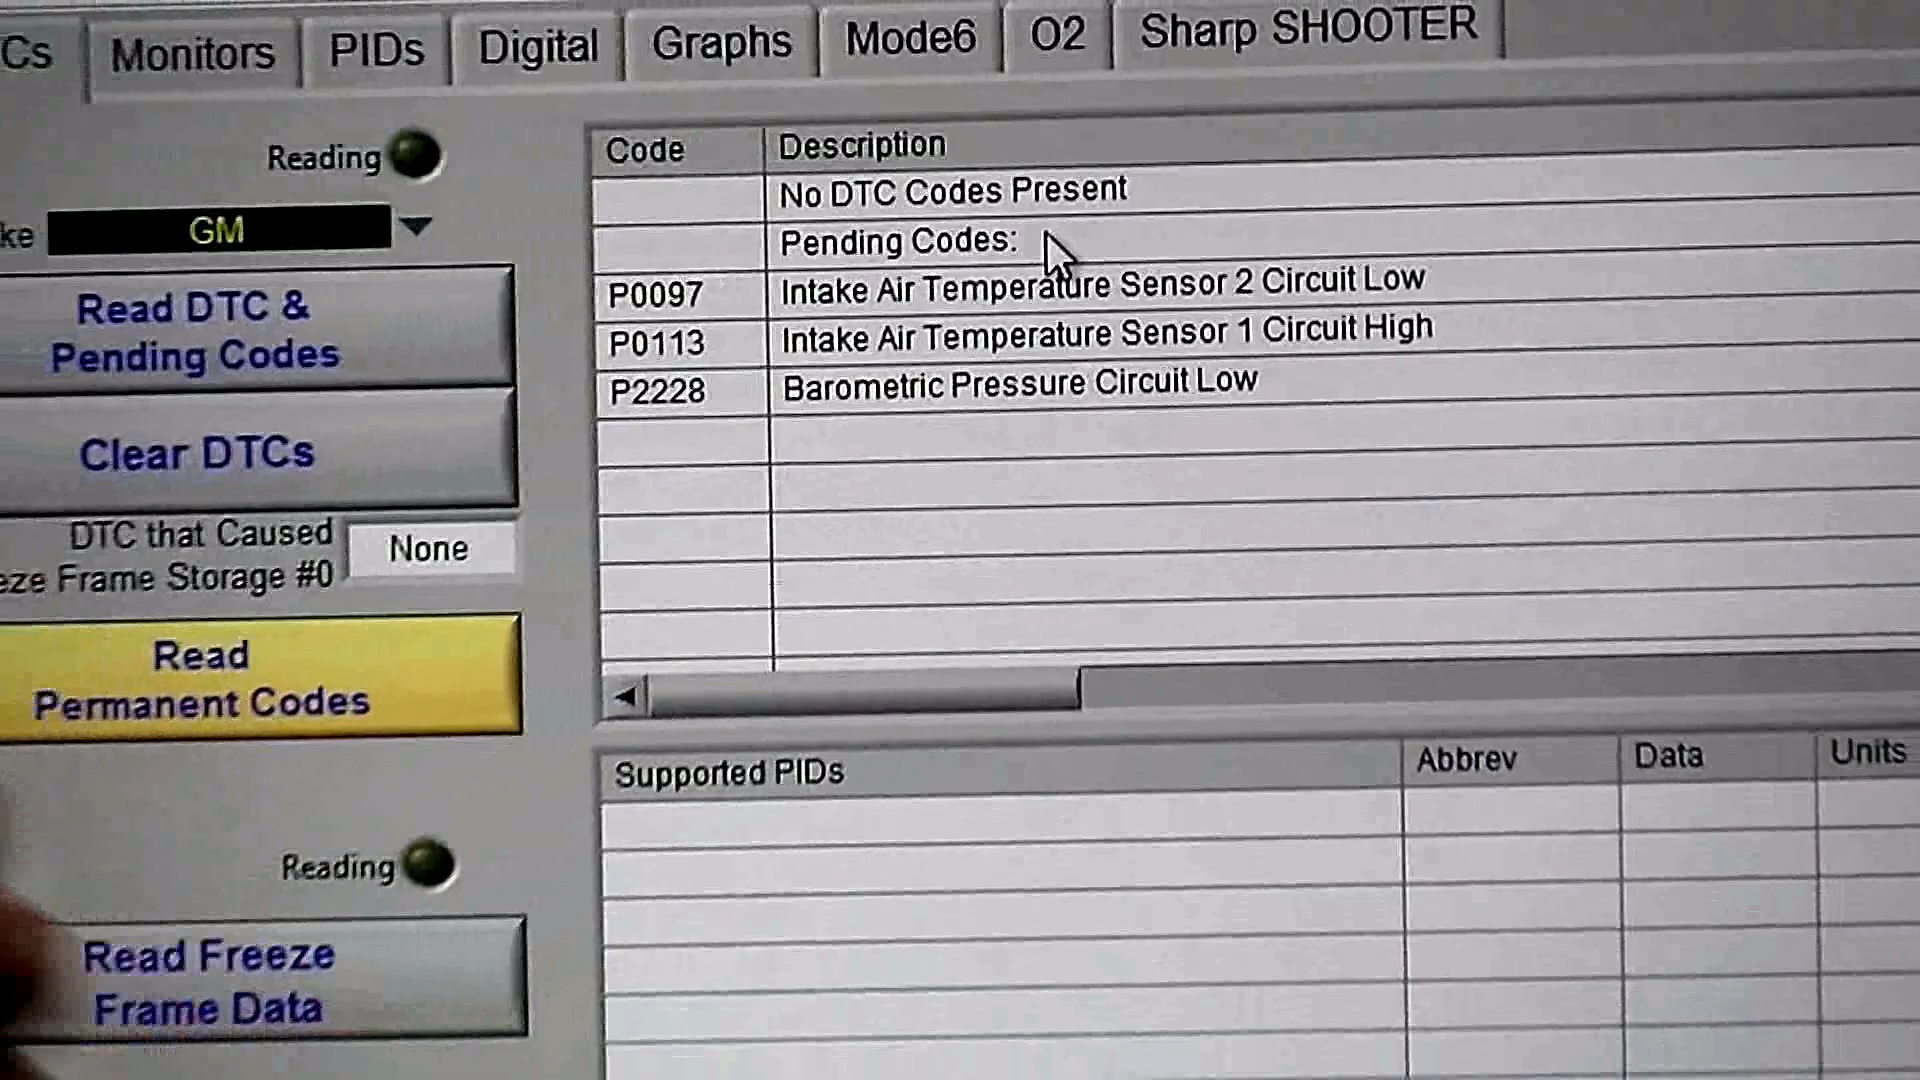 Cs Monitors PIDs Digital Graphs Mode6 O2 Sharp SHOOTER
Reading
ke GM
Read DTC &
Pending Codes
Clear DTCs
DTC that Caused
eze Frame Storage #0
None
Read
Permanent Codes
Reading
Read Freeze
Frame Data
Code Description
No DTC Codes Present
Pending Codes:
P0097 Intake Air Temperature Sensor 2 Circuit Low
P0113 Intake Air Temperature Sensor 1 Circuit High
P2228 Barometric Pressure Circuit Low
Supported PIDs Abbrev Data Units